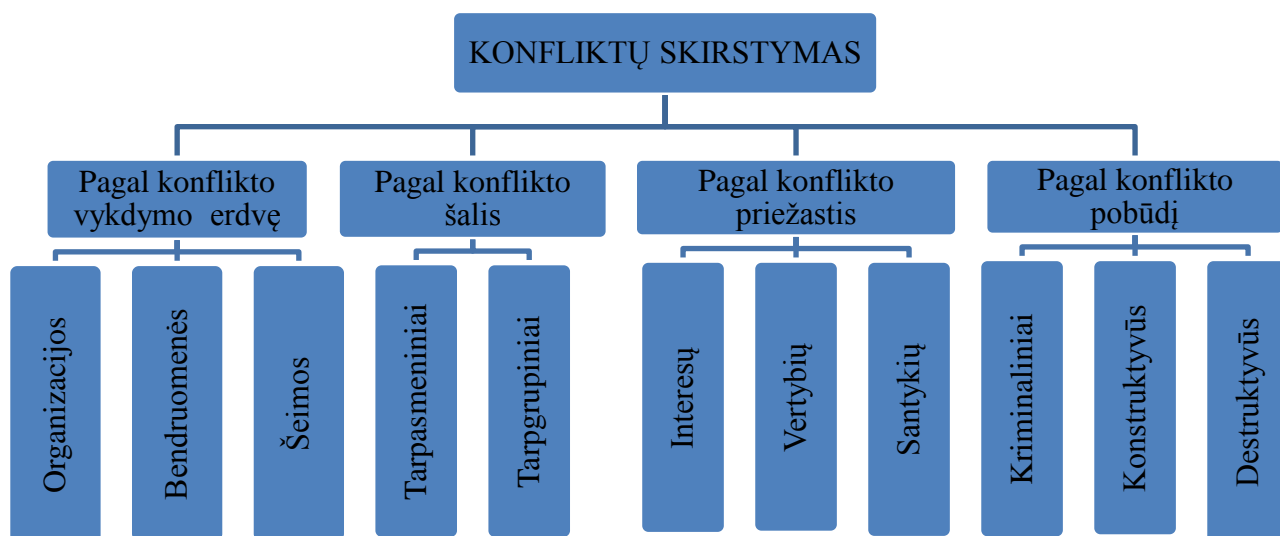 KONFLIKTŲ SKIRSTYMAS
Pagal konflikto
vykdymo erdvę
Pagal konflikto
šalis
Pagal konflikto
priežastis
Pagal konflikto
pobūdį
Organizacijos
Bendruomenės
Šeimos
Tarpasmeniniai
Tarpgrupiniai
Interesų
Vertybių
Santykių
Kriminaliniai
Konstruktyvūs
Destruktyvūs